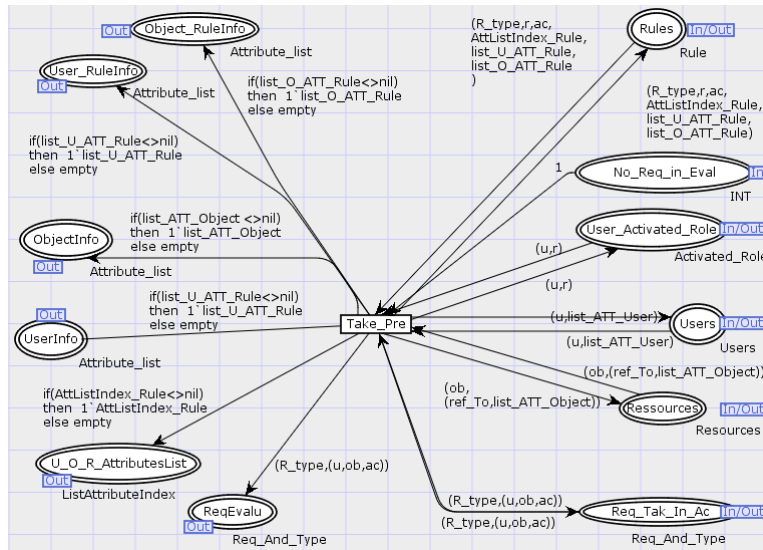 Object_RuleInfo
Out
Attribute_list
User_RuleInfo
Out
Attribute_list
if(list_O_ATT_Rule<>nil)
then 1`list_O_ATT_Rule
else empty
if(list_U_ATT_Rule<>nil)
then 1`list_U_ATT_Rule
else empty
ObjectInfo
Out
Attribute_list
if(list_ATT_Object <>nil)
then 1`list_ATT_Object
else empty
UserInfo
Out
Attribute_list
if(list_U_ATT_Rule<>nil)
then 1`list_U_ATT_Rule
else empty
if(AttListIndex_Rule<>nil)
then 1`AttListIndex_Rule
else empty
U_O_R_AttributesList
Out
ListAttributeIndex
(R_type,(u,ob,ac))
ReqEvalu
Out
Req_And_Type
Take_Pre
(R_type,r,ac,
AttListIndex_Rule,
list_U_ATT_Rule,
list_O_ATT_Rule
)
Rules
In/Out
Rule
(R_type,r,ac,
AttListIndex_Rule,
list_U_ATT_Rule,
list_O_ATT_Rule)
1
No_Req_in_Eval
In
INT
User_Activated_Role
In/Out
Activated_Role
(u,r)
(u,r)
(u,list_ATT_User)
Users
In/Out
Users
(u,list_ATT_User)
(ob,(ref_To,list_ATT_Object))
(ob,
(ref_To,list_ATT_Object))
Ressources
In/Out
Resources
(R_type,(u,ob,ac))
(R_type,(u,ob,ac))
Req_Tak_In_Ac
In/Out
Req_And_Type